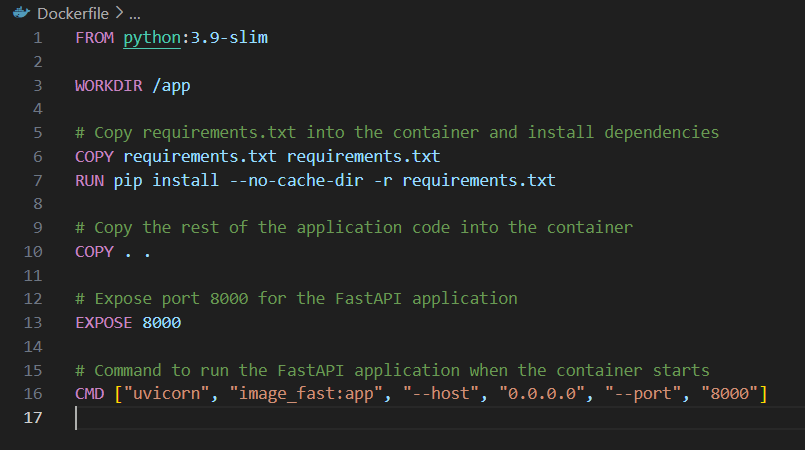 Dockerfile > ...
1 FROM python:3.9-slim
2
3 WORKDIR /app
4
5 # Copy requirements.txt into the container and install dependencies
6 COPY requirements.txt requirements.txt
7 RUN pip install --no-cache-dir -r requirements.txt
8
9 # Copy the rest of the application code into the container
10 COPY . .
11
12 # Expose port 8000 for the FastAPI application
13 EXPOSE 8000
14
15 # Command to run the FastAPI application when the container starts
16 CMD ["uvicorn", "image_fast:app", "--host", "0.0.0.0", "--port", "8000"]
17